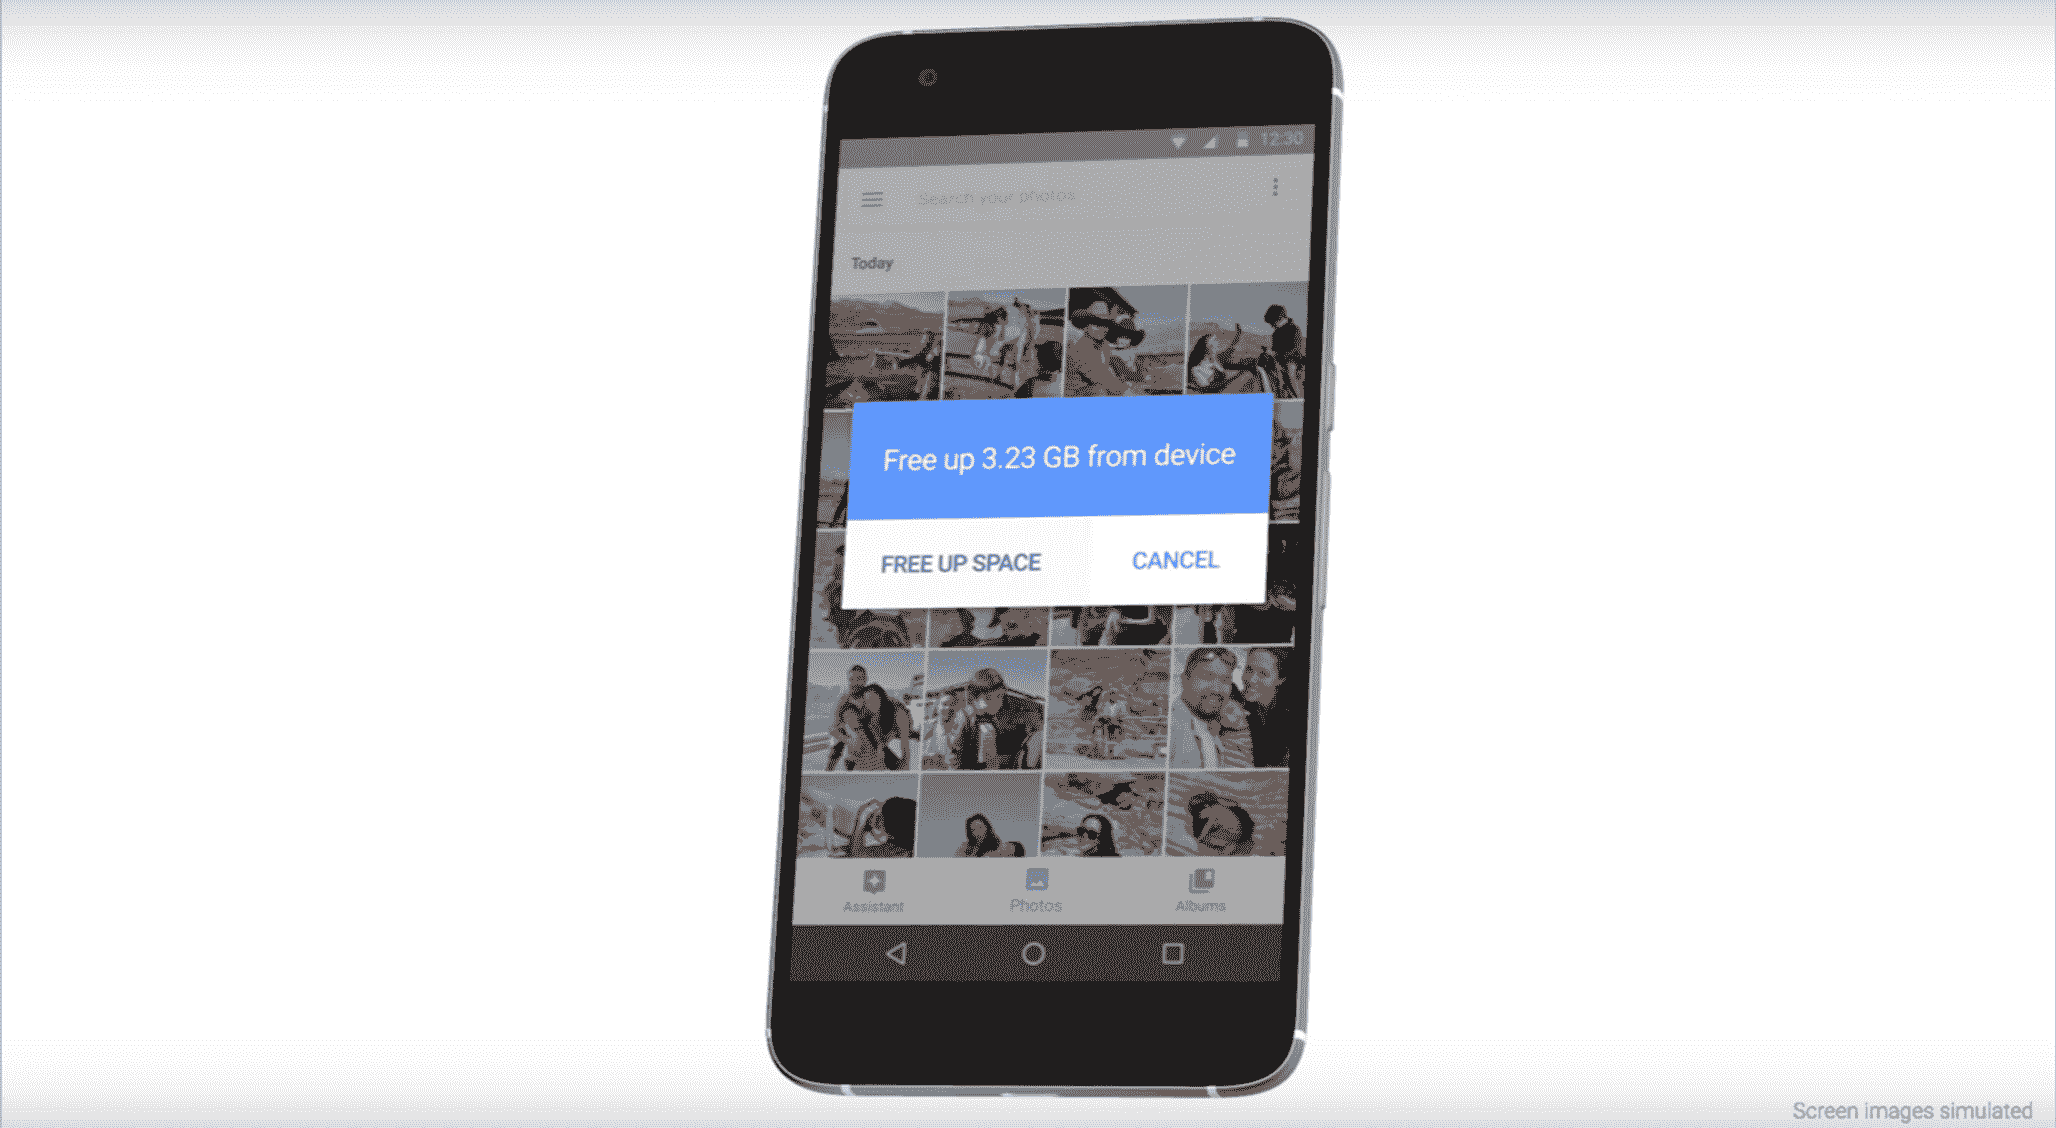 12:30
Search your photos
Today
Free up 3.23 GB from device
FREE UP SPACE
CANCEL
Assistant
Photos
Albums
Screen images simulated